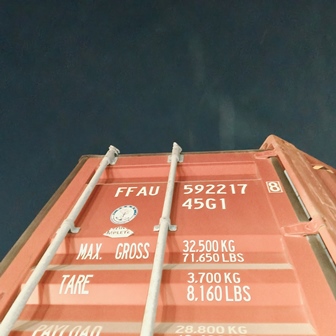 FFAU 592217 8
45G1
MAX. GROSS 32.500 KG
71.650 LBS
TARE 3.700 KG
8.160 LBS
PAYLOAD 28.800 KG